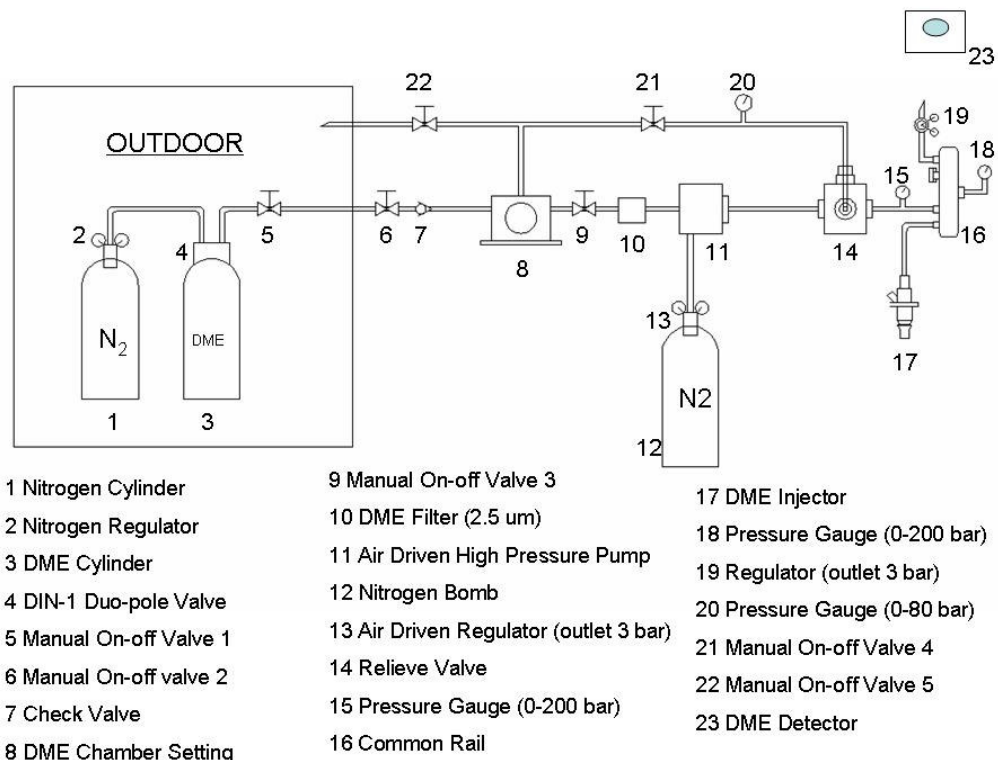 23
22
21
20
19
18
OUTDOOR
15
2
4
5
6
7
9
10
11
14
16
8
N2
DME
13
17
N2
1
3
12
1 Nitrogen Cylinder
2 Nitrogen Regulator
3 DME Cylinder
4 DIN-1 Duo-pole Valve
5 Manual On-off Valve 1
6 Manual On-off valve 2
7 Check Valve
8 DME Chamber Setting
9 Manual On-off Valve 3
10 DME Filter (2.5 um)
11 Air Driven High Pressure Pump
12 Nitrogen Bomb
13 Air Driven Regulator (outlet 3 bar)
14 Relieve Valve
15 Pressure Gauge (0-200 bar)
16 Common Rail
17 DME Injector
18 Pressure Gauge (0-200 bar)
19 Regulator (outlet 3 bar)
20 Pressure Gauge (0-80 bar)
21 Manual On-off Valve 4
22 Manual On-off Valve 5
23 DME Detector